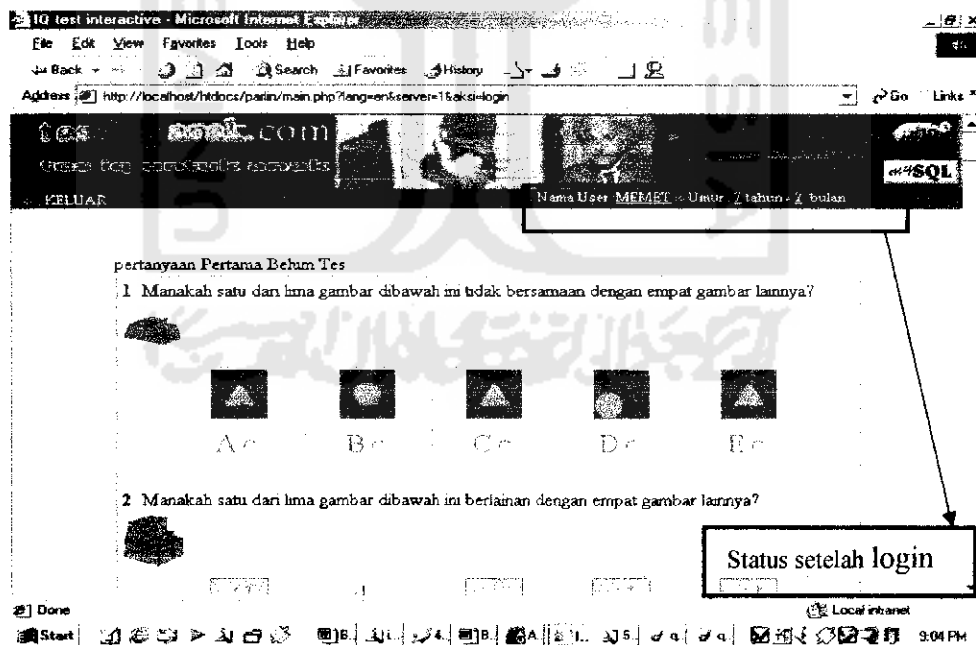 IQ test interactive - Microsoft Internet Explorer
File Edit View Favorites Tools Help
Back Search Favorites History
Address http://localhost/htdocs/parlin/main.php?lang=en&server=1&aksi=login Go Links
tes .com
SQL
KELUAR Nama User MEMET - Umur 7 tahun - 7 bulan
pertanyaan Pertama Belum Tes
1 Manakah satu dari lima gambar dibawah ini tidak bersamaan dengan empat gambar lainnya?
A B C D E
2 Manakah satu dari lima gambar dibawah ini berlainan dengan empat gambar lainnya?
Status setelah login
Done Local intranet
Start 9:04 PM